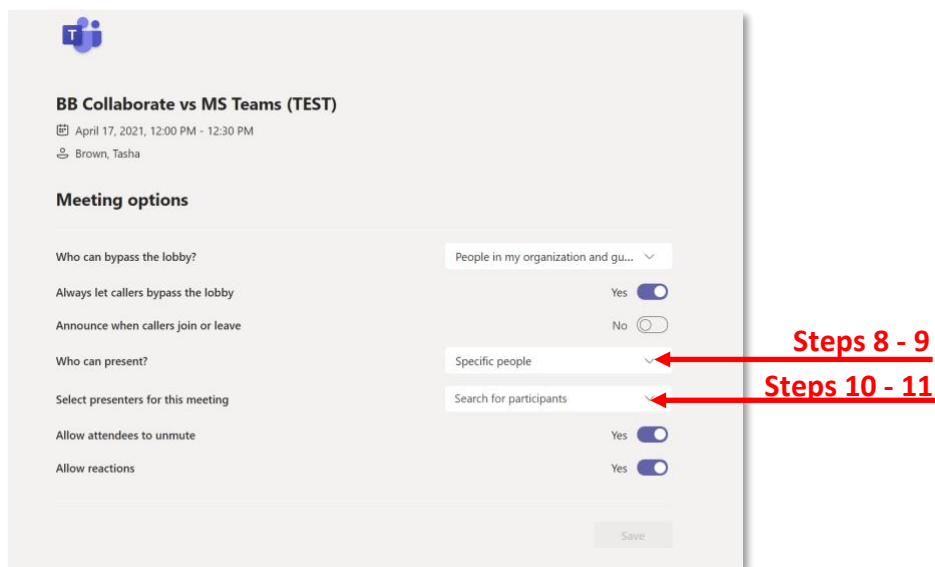 T
BB Collaborate vs MS Teams (TEST)
April 17, 2021, 12:00 PM - 12:30 PM
Brown, Tasha
Meeting options
Who can bypass the lobby? People in my organization and gu...
Always let callers bypass the lobby Yes
Announce when callers join or leave No
Steps 8 - 9
Who can present? Specific people
Steps 10 - 11
Select presenters for this meeting Search for participants
Allow attendees to unmute Yes
Allow reactions Yes
Save